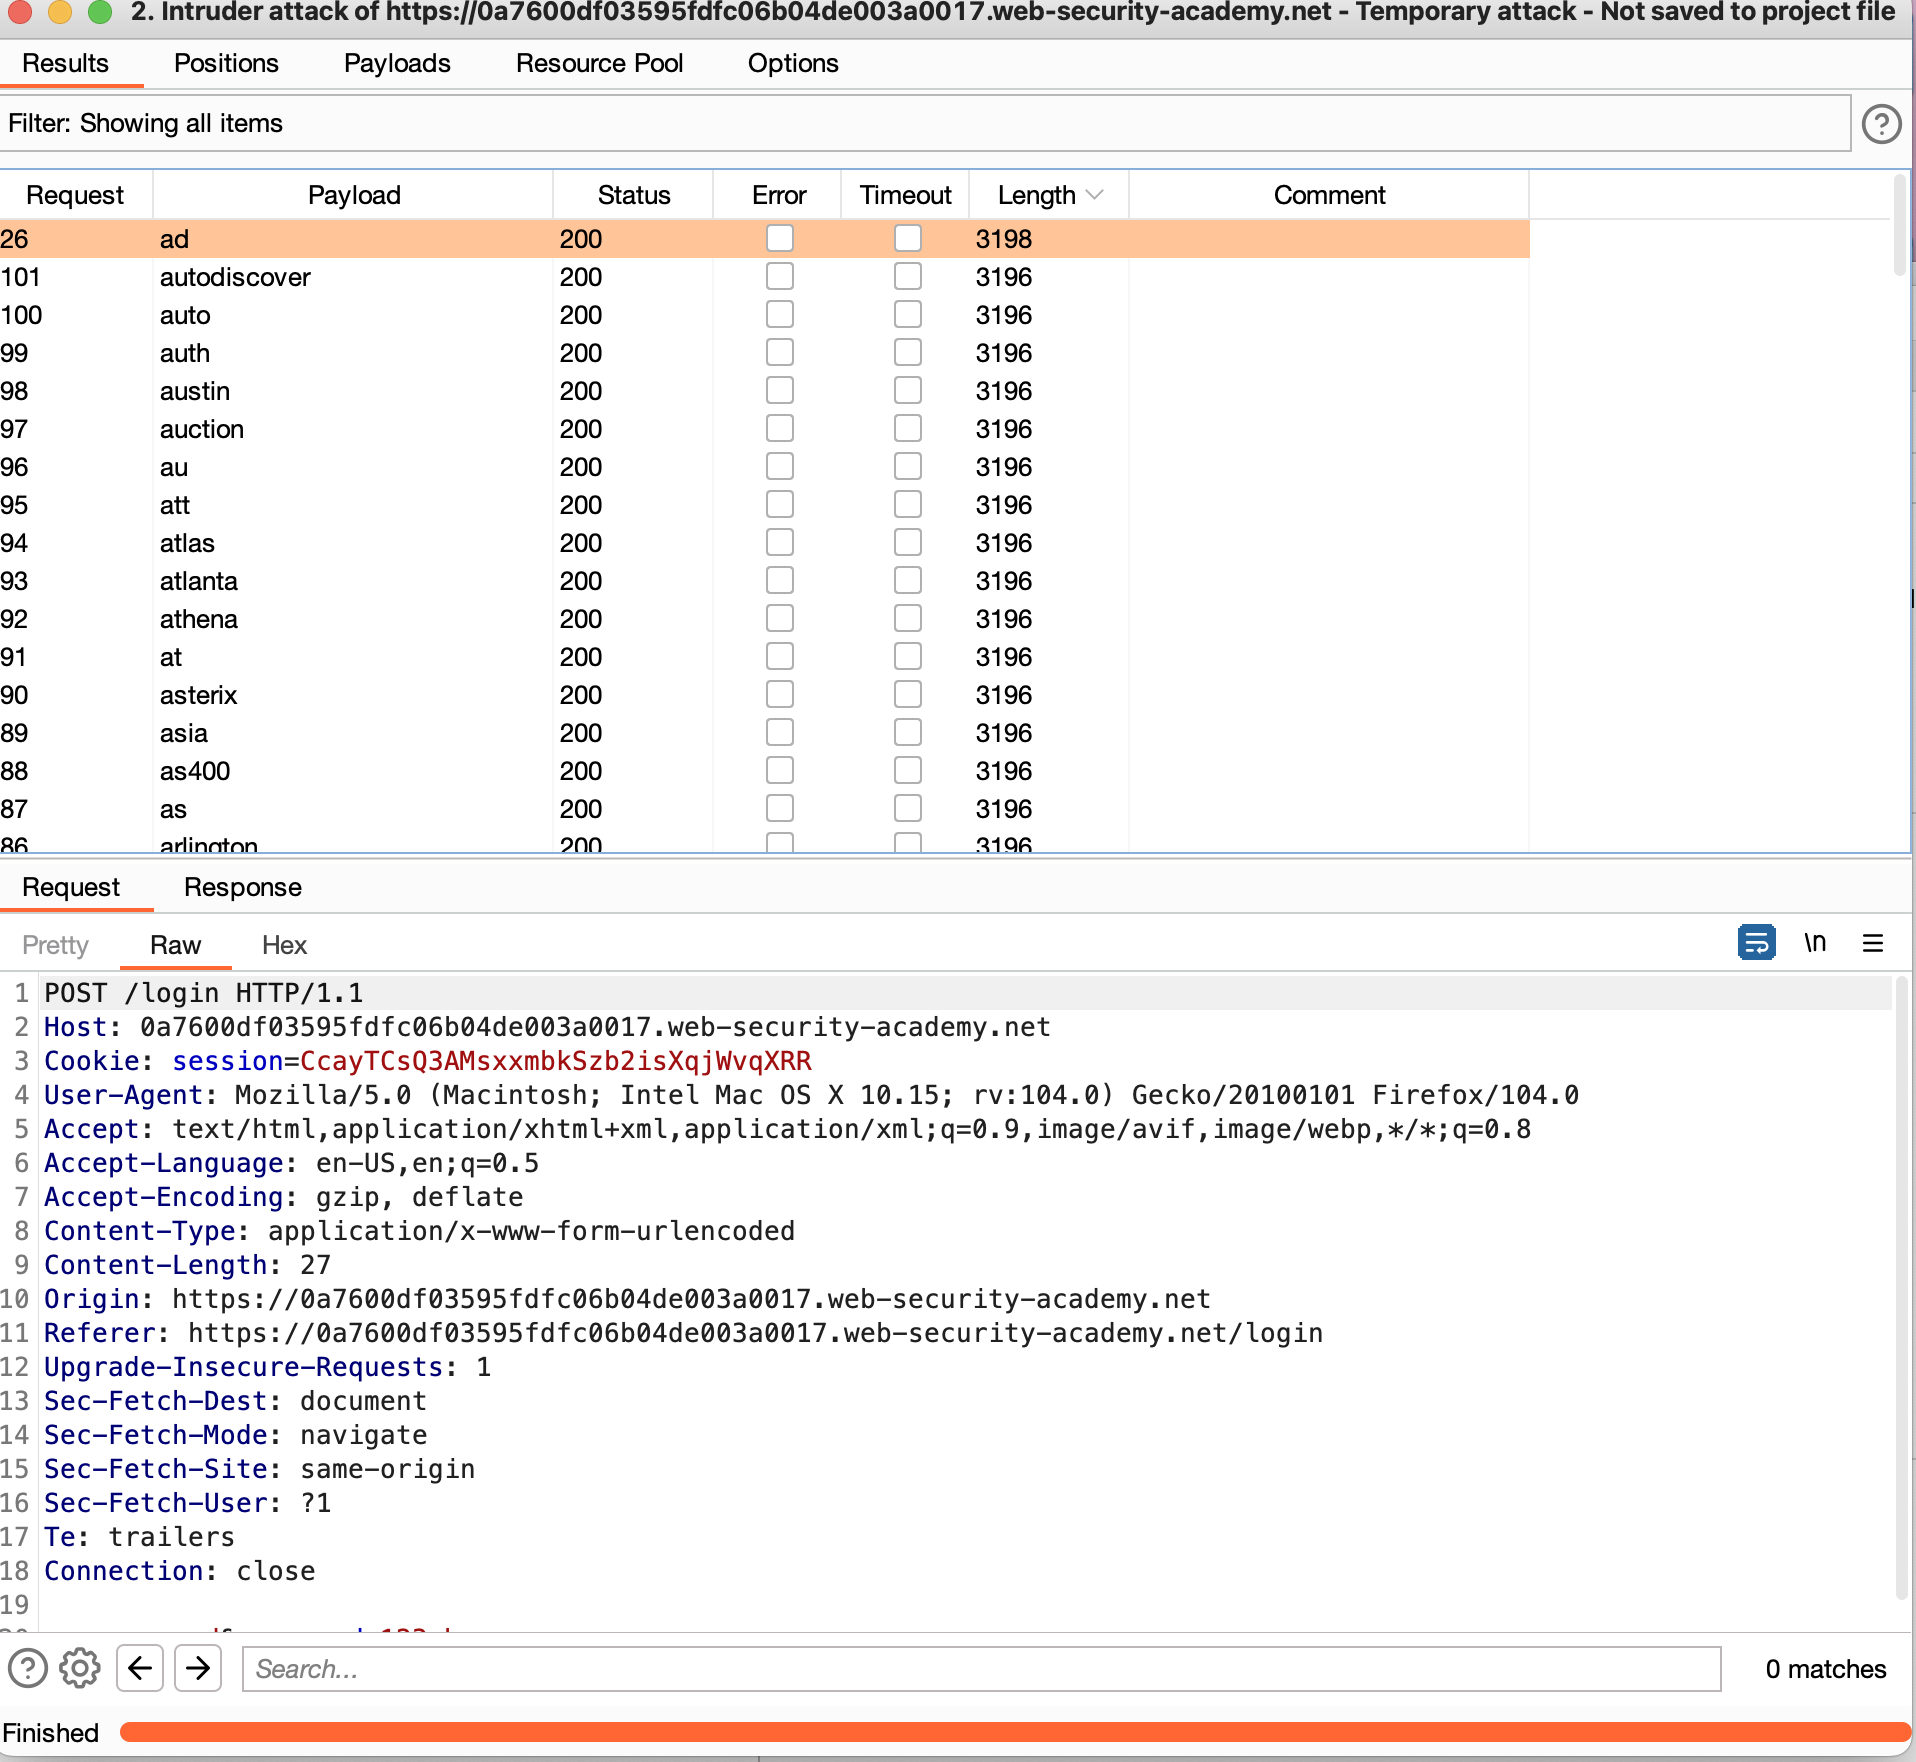 2. Intruder attack of https://0a7600df03595fdfc06b04de003a0017.web-security-academy.net - Temporary attack - Not saved to project file
Results Positions Payloads Resource Pool Options
Filter: Showing all items
Request Payload Status Error Timeout Length Comment
26 ad 200 3198
101 autodiscover 200 3196
100 auto 200 3196
99 auth 200 3196
98 austin 200 3196
97 auction 200 3196
96 au 200 3196
95 att 200 3196
94 atlas 200 3196
93 atlanta 200 3196
92 athena 200 3196
91 at 200 3196
90 asterix 200 3196
89 asia 200 3196
88 as400 200 3196
87 as 200 3196
86 arlington 200 3196
Request Response
Pretty Raw Hex \n
1 POST /login HTTP/1.1
2 Host: 0a7600df03595fdfc06b04de003a0017.web-security-academy.net
3 Cookie: session=CcayTCsQ3AMsxxmbkSzb2isXqjWvqXRR
4 User-Agent: Mozilla/5.0 (Macintosh; Intel Mac OS X 10.15; rv:104.0) Gecko/20100101 Firefox/104.0
5 Accept: text/html,application/xhtml+xml,application/xml;q=0.9,image/avif,image/webp,*/*;q=0.8
6 Accept-Language: en-US,en;q=0.5
7 Accept-Encoding: gzip, deflate
8 Content-Type: application/x-www-form-urlencoded
9 Content-Length: 27
10 Origin: https://0a7600df03595fdfc06b04de003a0017.web-security-academy.net
11 Referer: https://0a7600df03595fdfc06b04de003a0017.web-security-academy.net/login
12 Upgrade-Insecure-Requests: 1
13 Sec-Fetch-Dest: document
14 Sec-Fetch-Mode: navigate
15 Sec-Fetch-Site: same-origin
16 Sec-Fetch-User: ?1
17 Te: trailers
18 Connection: close
19
Search... 0 matches
Finished